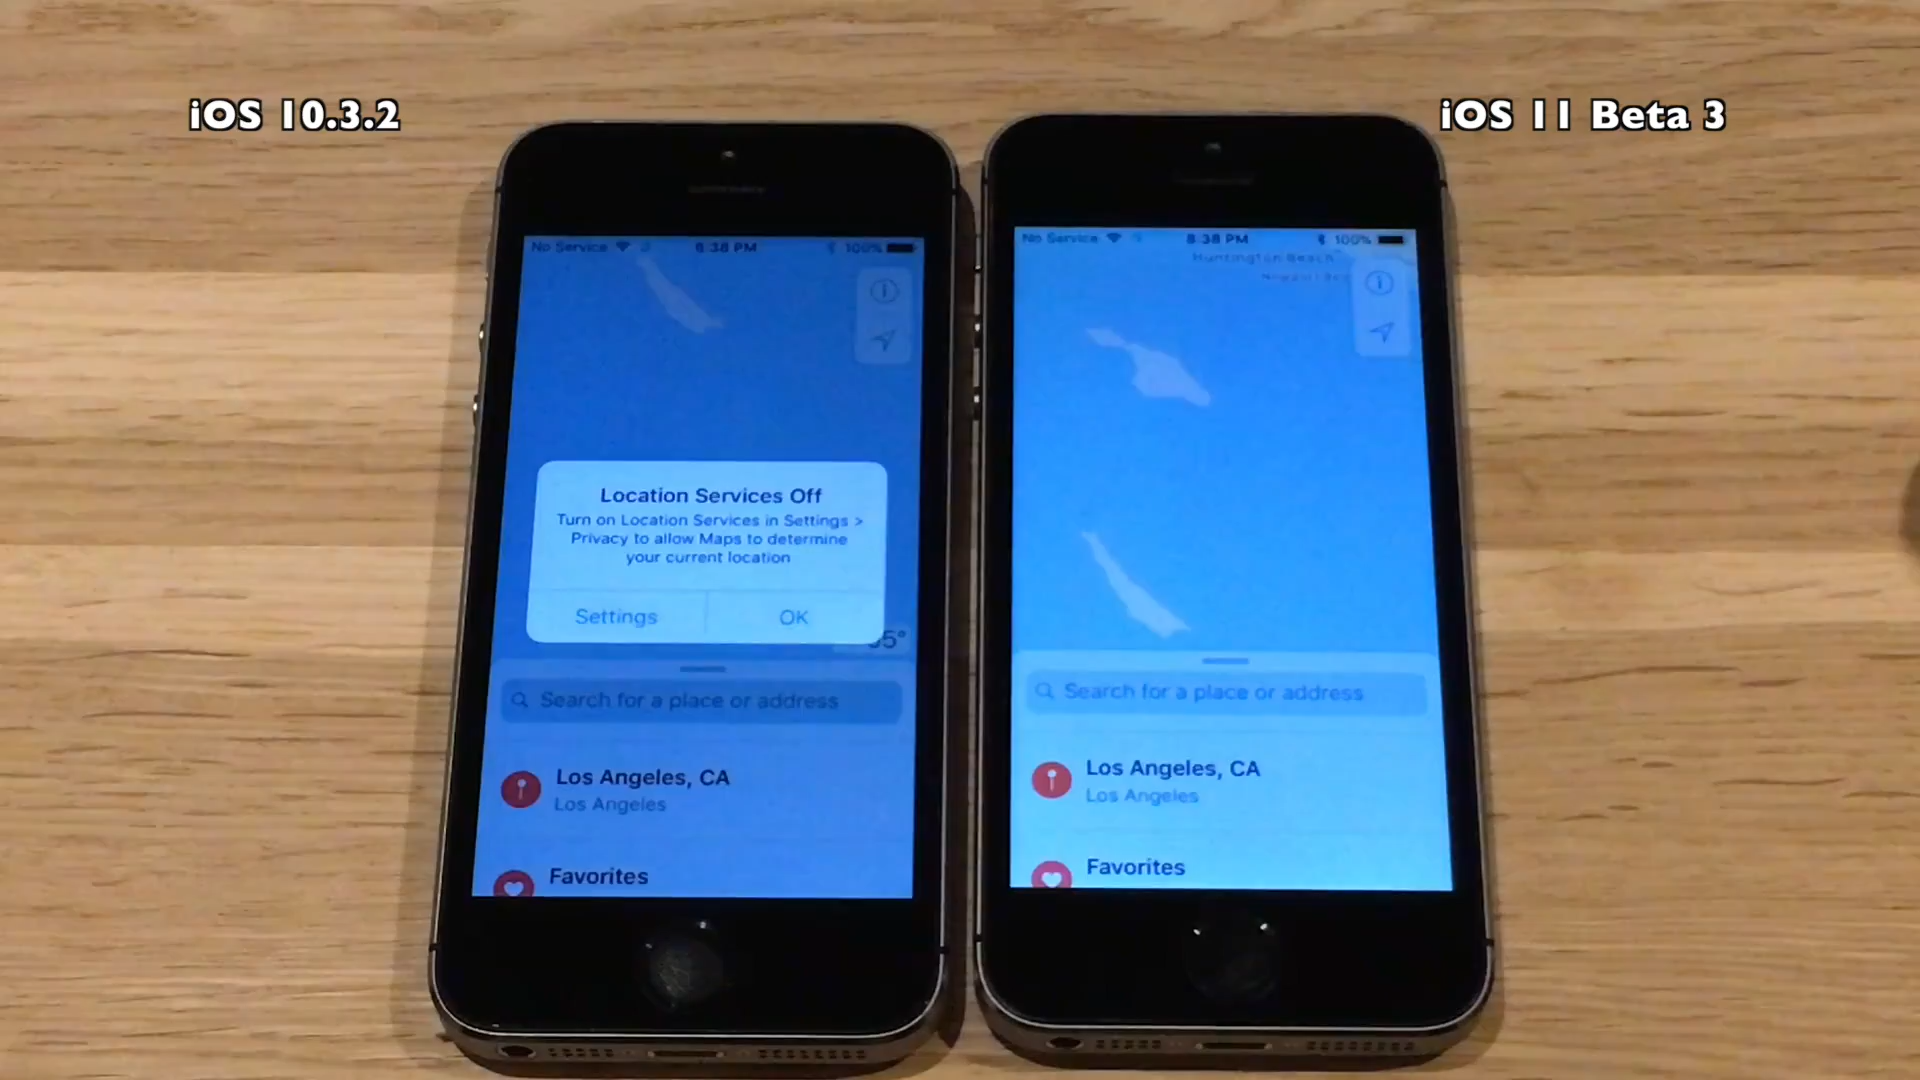 iOS 10.3.2
iOS 11 Beta 3
No Service
8:38 PM
100%
Location Services Off
Turn on Location Services in Settings >
Privacy to allow Maps to determine
your current location
Settings
OK
Search for a place or address
Los Angeles, CA
Los Angeles
Favorites
No Service
8:38 PM
100%
Huntington Beach
Search for a place or address
Los Angeles, CA
Los Angeles
Favorites